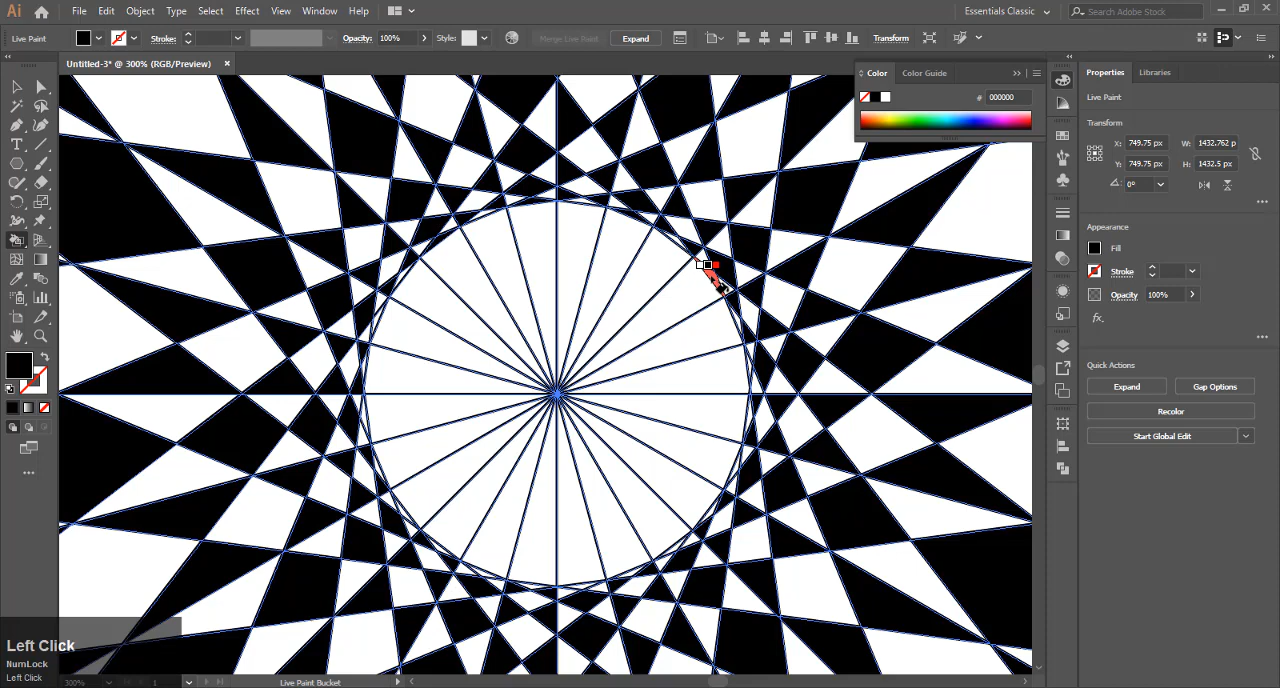 Ai File Edit Object Type Select Effect View Window Help Essentials Classic Search Adobe Stock
Live Paint Stroke: Opacity: 100% Style: Merge Live Paint Expand Transform
Untitled-3* @ 300% (RGB/Preview) ×
Color Color Guide
# 000000
Properties Libraries
Live Paint
Transform
X: 749.75 px W: 1432.762 p
Y: 749.75 px H: 1432.5 px
0°
Appearance
Fill
Stroke
Opacity 100%
fx.
Quick Actions
Expand Gap Options
Recolor
Start Global Edit
Left Click
NumLock
Left Click
300% 1 Live Paint Bucket